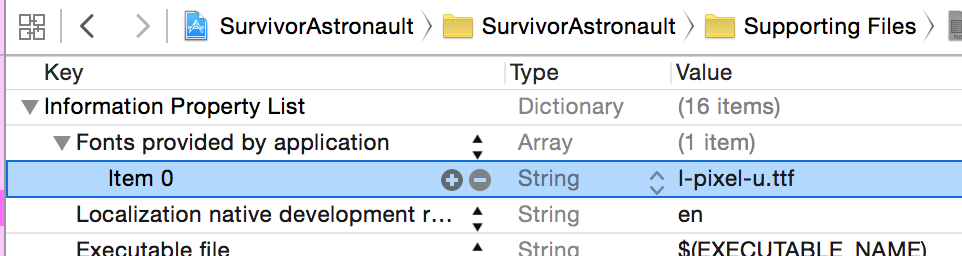 SurvivorAstronault SurvivorAstronault Supporting Files
Key Type Value
Information Property List Dictionary (16 items)
Fonts provided by application Array (1 item)
Item 0 String l-pixel-u.ttf
Localization native development r... String en
Executable file String $(EXECUTABLE_NAME)